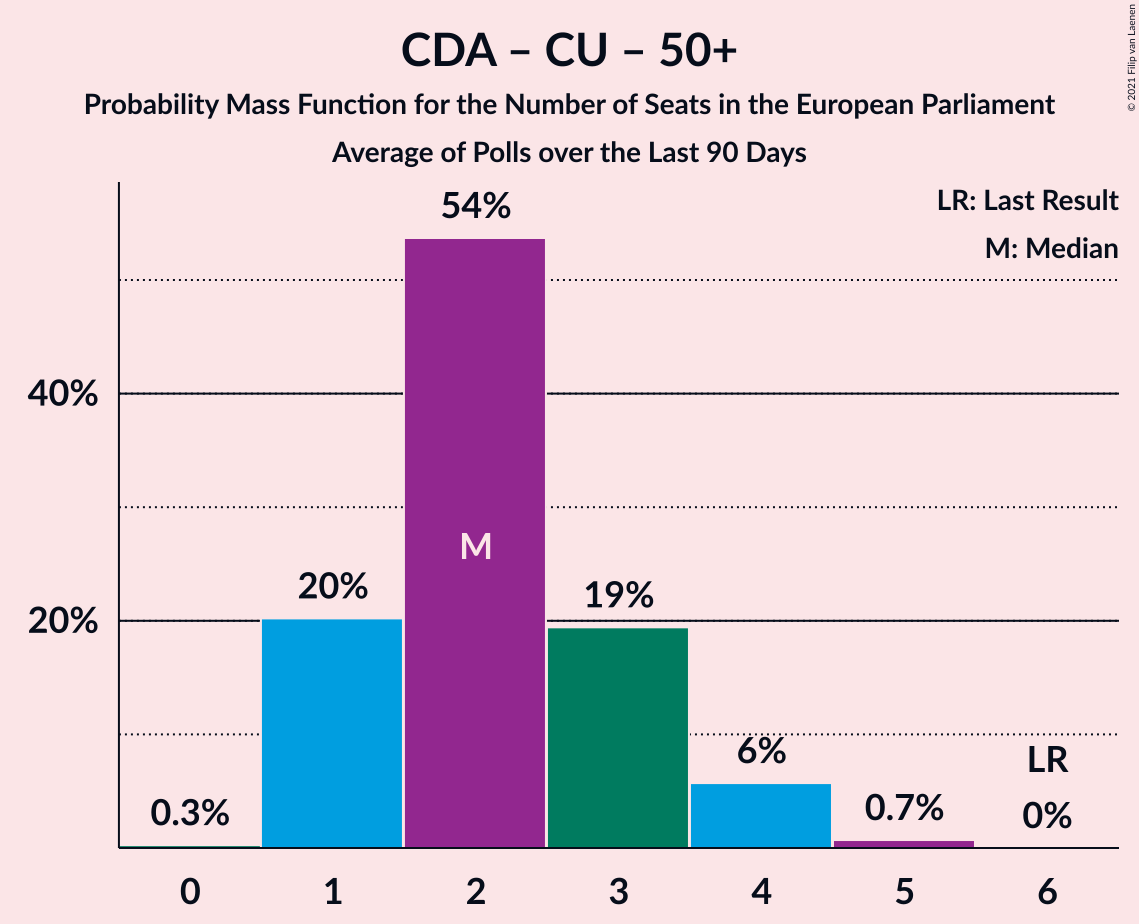 CDA – CU – 50+
Probability Mass Function for the Number of Seats in the European Parliament
Average of Polls over the Last 90 Days
© 2021 Filip van Laenen
LR: Last Result
M: Median
54%
40%
M
20%
19%
20%
6%
LR
0.3%
0.7%
0%
0 1 2 3 4 5 6